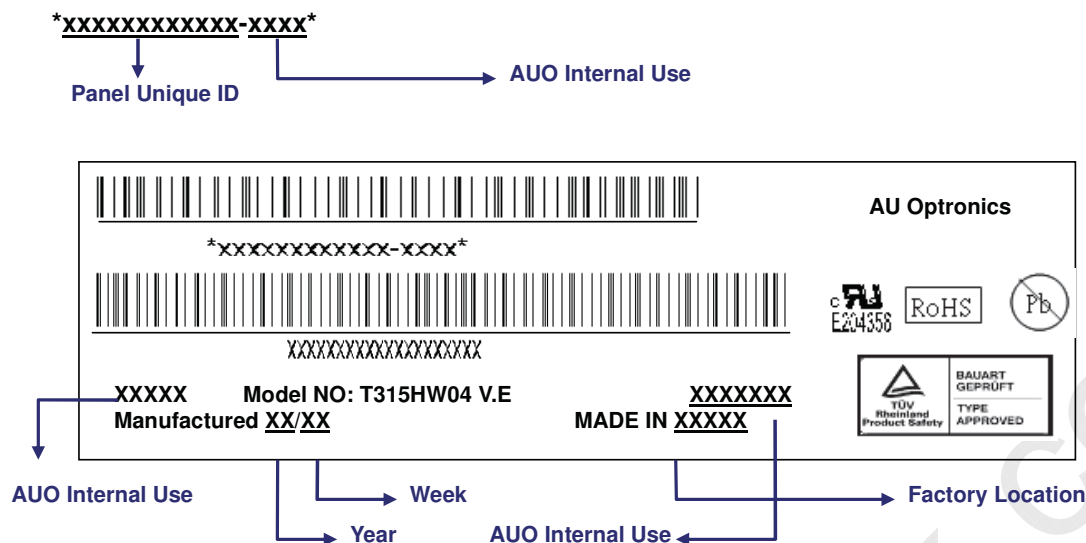 *xxxxxxxxxxxx-xxxx*
AUO Internal Use
Panel Unique ID
AU Optronics
*xxxxxxxxxxxx-xxxx*
c RU
E204356
RoHS
Pb
XXXXXXXXXXXXXXXXXXXX
XXXXX Model NO: T315HW04 V.E XXXXXXX
Manufactured XX/XX MADE IN XXXXX
TÜV
Rheinland
Product Safety
BAUART
GEPRÜFT
TYPE
APPROVED
AUO Internal Use
Week
Factory Location
Year
AUO Internal Use